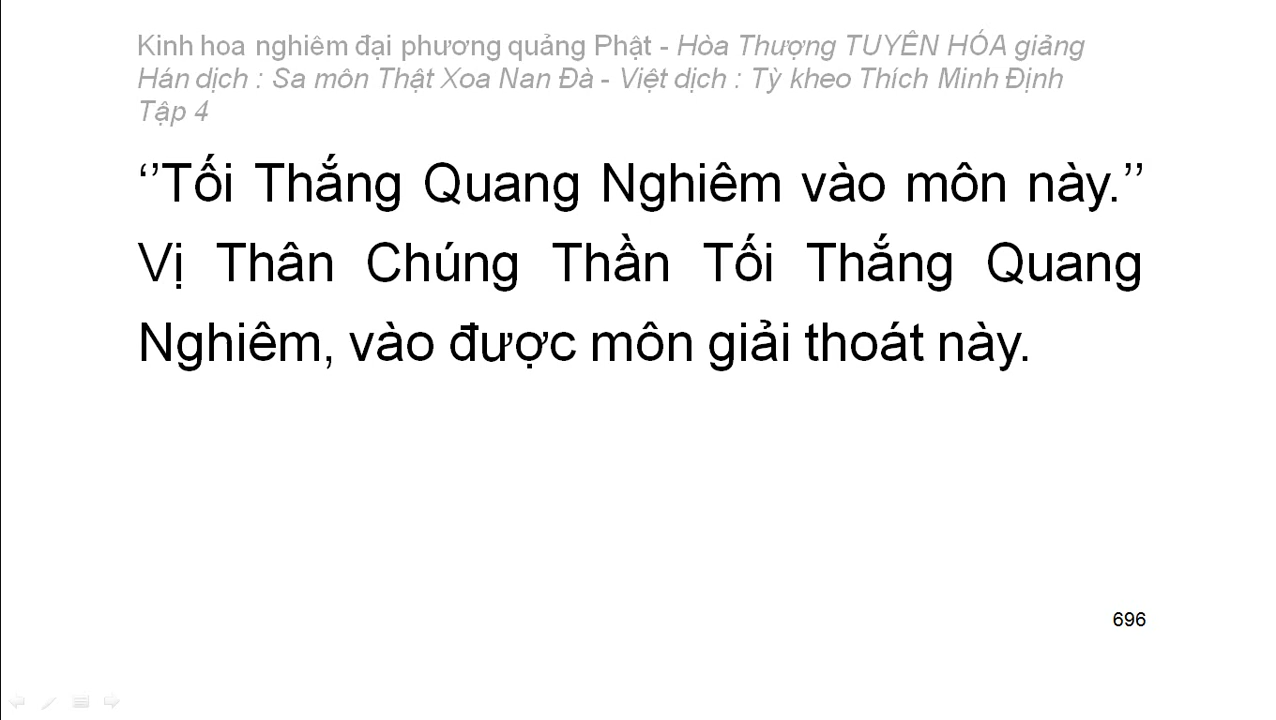 Kinh hoa nghiêm đại phương quảng Phật - Hòa Thượng TUYÊN HÓA giảng
Hán dịch : Sa môn Thật Xoa Nan Đà - Việt dịch : Tỳ kheo Thích Minh Định
Tập 4
‘’Tối Thắng Quang Nghiêm vào môn này.’’
Vị Thân Chúng Thần Tối Thắng Quang
Nghiêm, vào được môn giải thoát này.
696